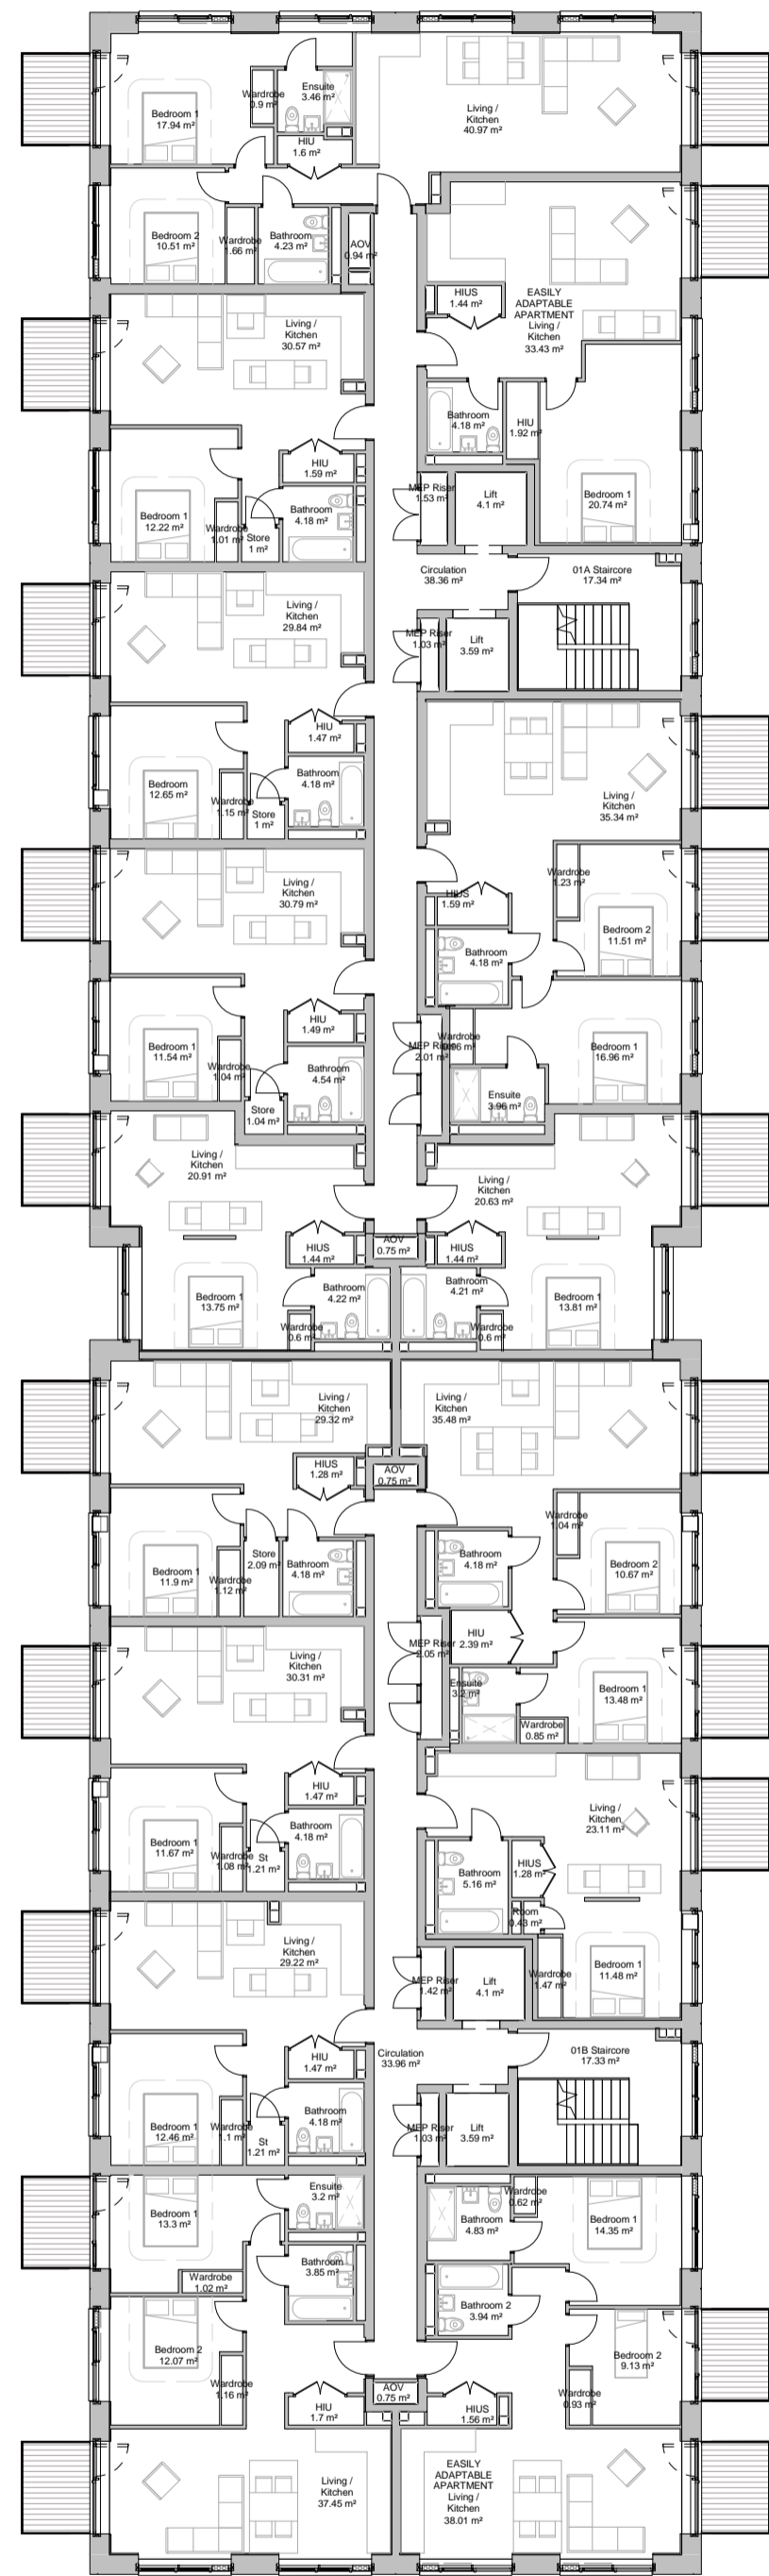 Bedroom 1
17.94 m²
Wardrobe
0.9 m²
Ensuite
3.46 m²
HIU
1.6 m²
Living /
Kitchen
40.97 m²
Bedroom 2
10.51 m²
Wardrobe
1.66 m²
Bathroom
4.23 m²
AOV
0.94 m²
HIUS
1.44 m²
EASILY
ADAPTABLE
APARTMENT
Living /
Kitchen
33.43 m²
Living /
Kitchen
30.57 m²
Bathroom
4.18 m²
HIU
1.92 m²
Bedroom 1
20.74 m²
HIU
1.59 m²
Bedroom 1
12.22 m²
Wardrobe
1.01 m²
Store
1 m²
Bathroom
4.18 m²
MEP Riser
1.53 m²
Lift
4.1 m²
Circulation
38.36 m²
01A Staircore
17.34 m²
Living /
Kitchen
29.84 m²
MEP Riser
1.03 m²
Lift
3.59 m²
HIU
1.47 m²
Bedroom
12.65 m²
Wardrobe
1.15 m²
Store
1 m²
Bathroom
4.18 m²
Living /
Kitchen
35.34 m²
Living /
Kitchen
30.79 m²
HIUS
1.59 m²
Wardrobe
1.23 m²
Bedroom 2
11.51 m²
Bathroom
4.18 m²
HIU
1.49 m²
Bedroom 1
11.54 m²
Wardrobe
1.04 m²
Store
1.04 m²
Bathroom
4.54 m²
MEP Riser
2.01 m²
Wardrobe
0.96 m²
Bedroom 1
16.96 m²
Ensuite
3.96 m²
Living /
Kitchen
20.91 m²
Living /
Kitchen
20.63 m²
HIUS
1.44 m²
AOV
0.75 m²
HIUS
1.44 m²
Bedroom 1
13.75 m²
Wardrobe
0.6 m²
Bathroom
4.22 m²
Bathroom
4.21 m²
Wardrobe
0.6 m²
Bedroom 1
13.81 m²
Living /
Kitchen
29.32 m²
Living /
Kitchen
35.48 m²
HIUS
1.28 m²
AOV
0.75 m²
Bedroom 1
11.9 m²
Wardrobe
1.12 m²
Store
2.09 m²
Bathroom
4.18 m²
Bathroom
4.18 m²
Wardrobe
1.04 m²
Bedroom 2
10.67 m²
Living /
Kitchen
30.31 m²
MEP Riser
2.05 m²
HIU
2.39 m²
Ensuite
3.2 m²
Bedroom 1
13.48 m²
Wardrobe
0.85 m²
HIU
1.47 m²
Bedroom 1
11.67 m²
Wardrobe
1.08 m²
St
1.21 m²
Bathroom
4.18 m²
Living /
Kitchen
23.11 m²
Bathroom
5.16 m²
HIUS
1.28 m²
Room
0.43 m²
Living /
Kitchen
29.22 m²
MEP Riser
1.42 m²
Lift
4.1 m²
Wardrobe
1.47 m²
Bedroom 1
11.48 m²
HIU
1.47 m²
Circulation
33.96 m²
01B Staircore
17.33 m²
Bedroom 1
12.46 m²
Wardrobe
1.1 m²
St
1.21 m²
Bathroom
4.18 m²
MEP Riser
1.03 m²
Lift
3.59 m²
Bedroom 1
13.3 m²
Ensuite
3.2 m²
Bathroom
4.83 m²
Wardrobe
0.62 m²
Bedroom 1
14.35 m²
Wardrobe
1.02 m²
Bathroom
3.85 m²
Bathroom 2
3.94 m²
Bedroom 2
12.07 m²
Wardrobe
1.16 m²
HIU
1.7 m²
AOV
0.75 m²
HIUS
1.56 m²
Wardrobe
0.93 m²
Bedroom 2
9.13 m²
Living /
Kitchen
37.45 m²
EASILY
ADAPTABLE
APARTMENT
Living /
Kitchen
38.01 m²